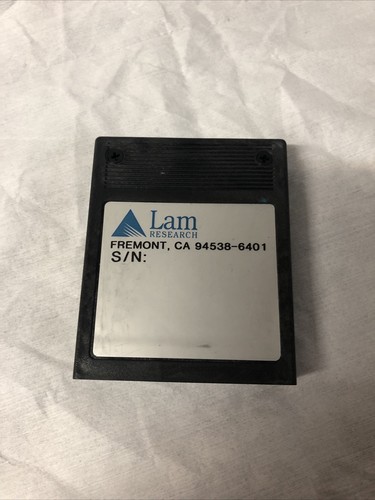 Lam
RESEARCH
FREMONT, CA 94538-6401
S/N: